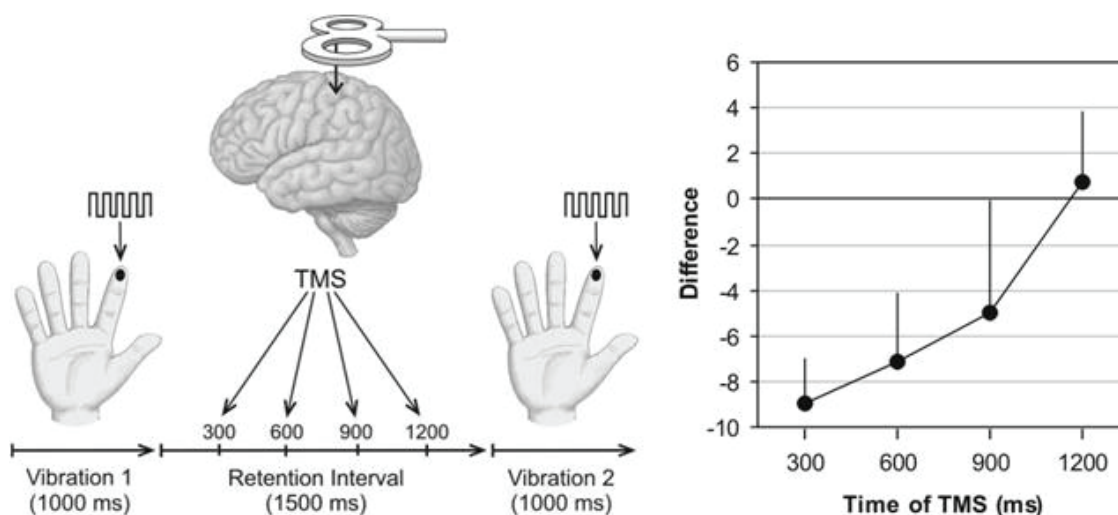 TMS
300 600 900 1200
Vibration 1
(1000 ms)
Retention Interval
(1500 ms)
Vibration 2
(1000 ms)
6
4
2
0
-2
-4
-6
-8
-10
Difference
300 600 900 1200
Time of TMS (ms)